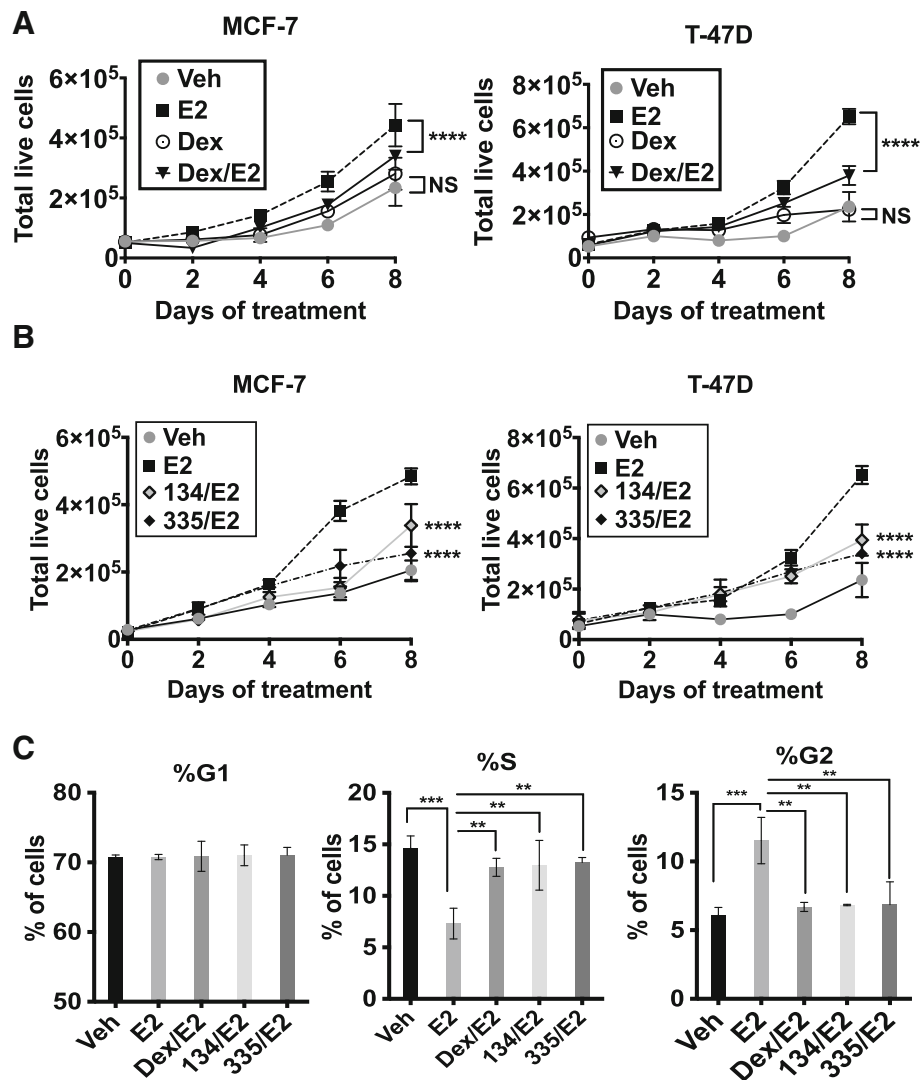 A
MCF-7
Total live cells
6×10⁵
4×10⁵
2×10⁵
0
Veh
E2
Dex
Dex/E2
****
NS
0 2 4 6 8
Days of treatment
T-47D
Total live cells
8×10⁵
6×10⁵
4×10⁵
2×10⁵
0
Veh
E2
Dex
Dex/E2
****
NS
0 2 4 6 8
Days of treatment
B
MCF-7
Total live cells
6×10⁵
4×10⁵
2×10⁵
0
Veh
E2
134/E2
335/E2
****
****
0 2 4 6 8
Days of treatment
T-47D
Total live cells
8×10⁵
6×10⁵
4×10⁵
2×10⁵
0
Veh
E2
134/E2
335/E2
****
****
0 2 4 6 8
Days of treatment
C
%G1
% of cells
80
70
60
50
Veh E2 Dex/E2 134/E2 335/E2
%S
% of cells
20
15
10
5
0
**
***
**
**
Veh E2 Dex/E2 134/E2 335/E2
%G2
% of cells
15
10
5
0
**
***
**
**
Veh E2 Dex/E2 134/E2 335/E2